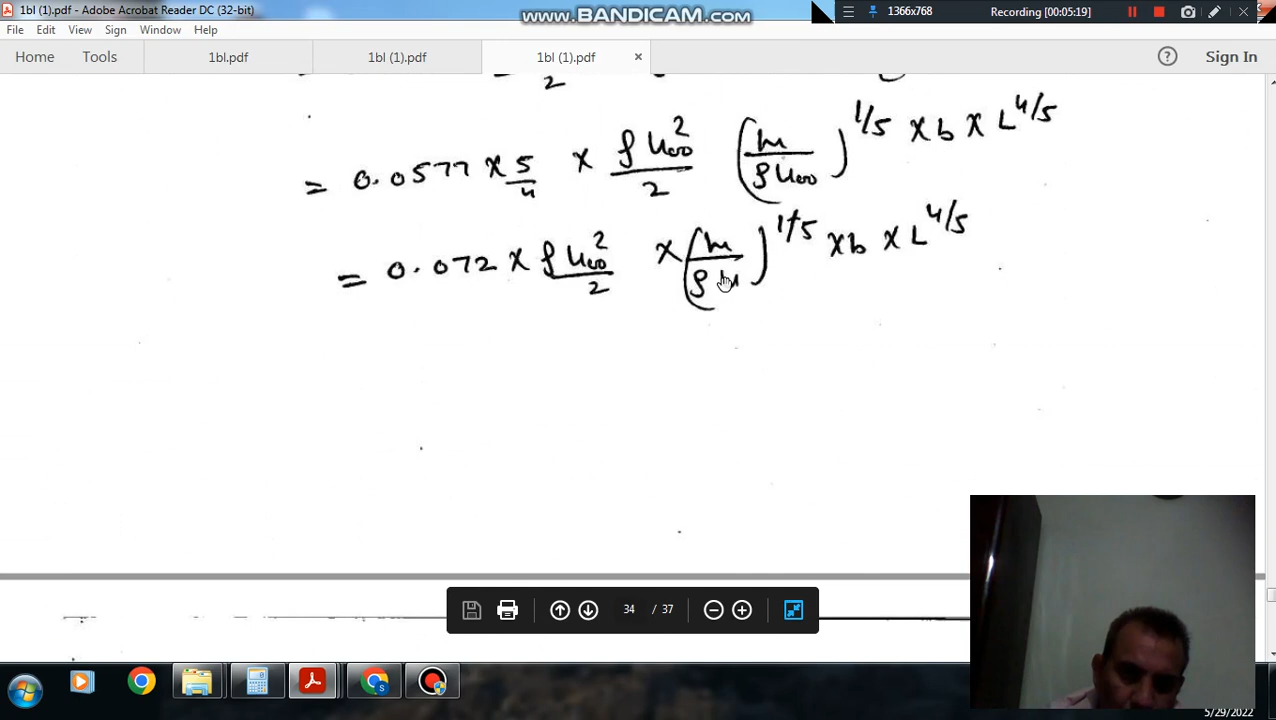 1bl (1).pdf - Adobe Acrobat Reader DC (32-bit)
www.BANDICAM.com
1366x768
Recording [00:05:19]
File Edit View Sign Window Help
Home Tools 1bl.pdf 1bl (1).pdf 1bl (1).pdf × ? Sign In
2
= 0.0577 × 5/4 × ρu∞²/2 (μ/ρu∞)^1/5 × b × L^4/5
= 0.072 × ρu∞²/2 × (μ/ρu)^1/5 × b × L^4/5
34 / 37
5/29/2022